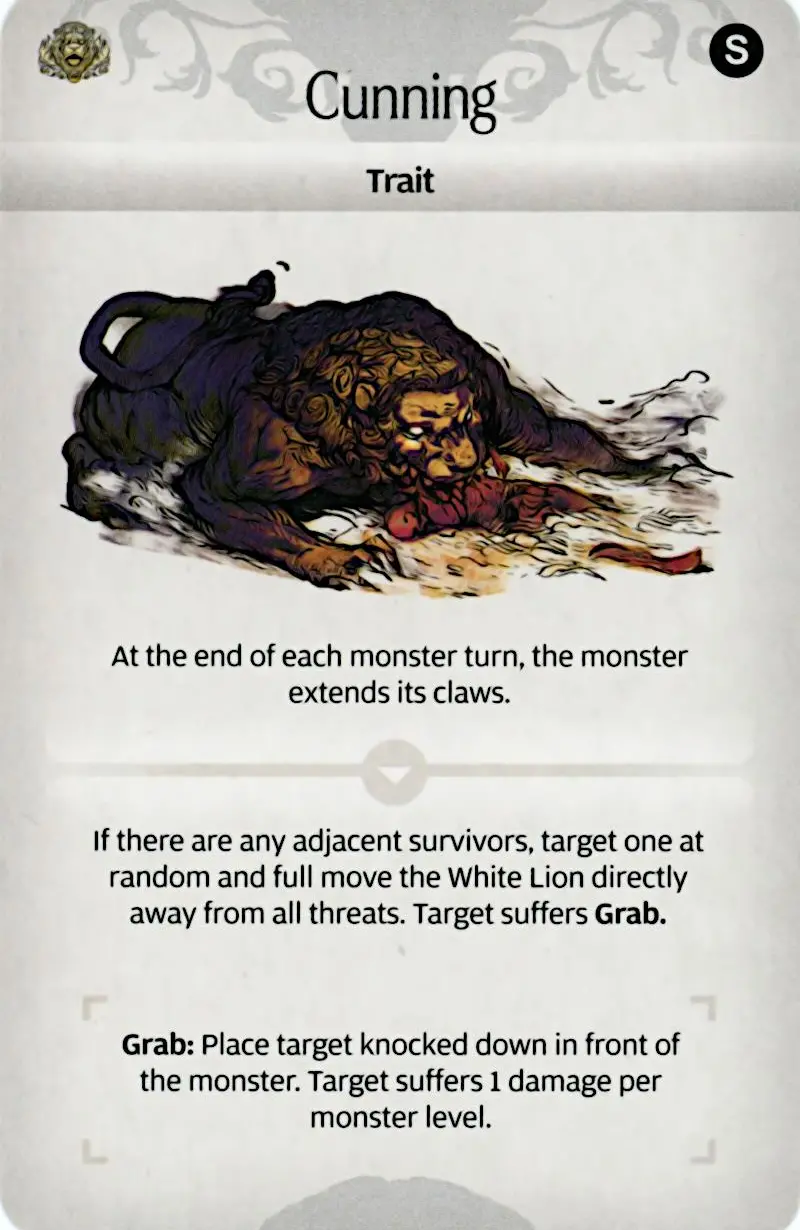 S
Cunning
Trait
At the end of each monster turn, the monster
extends its claws.
If there are any adjacent survivors, target one at
random and full move the White Lion directly
away from all threats. Target suffers Grab.
Grab: Place target knocked down in front of
the monster. Target suffers 1 damage per
monster level.